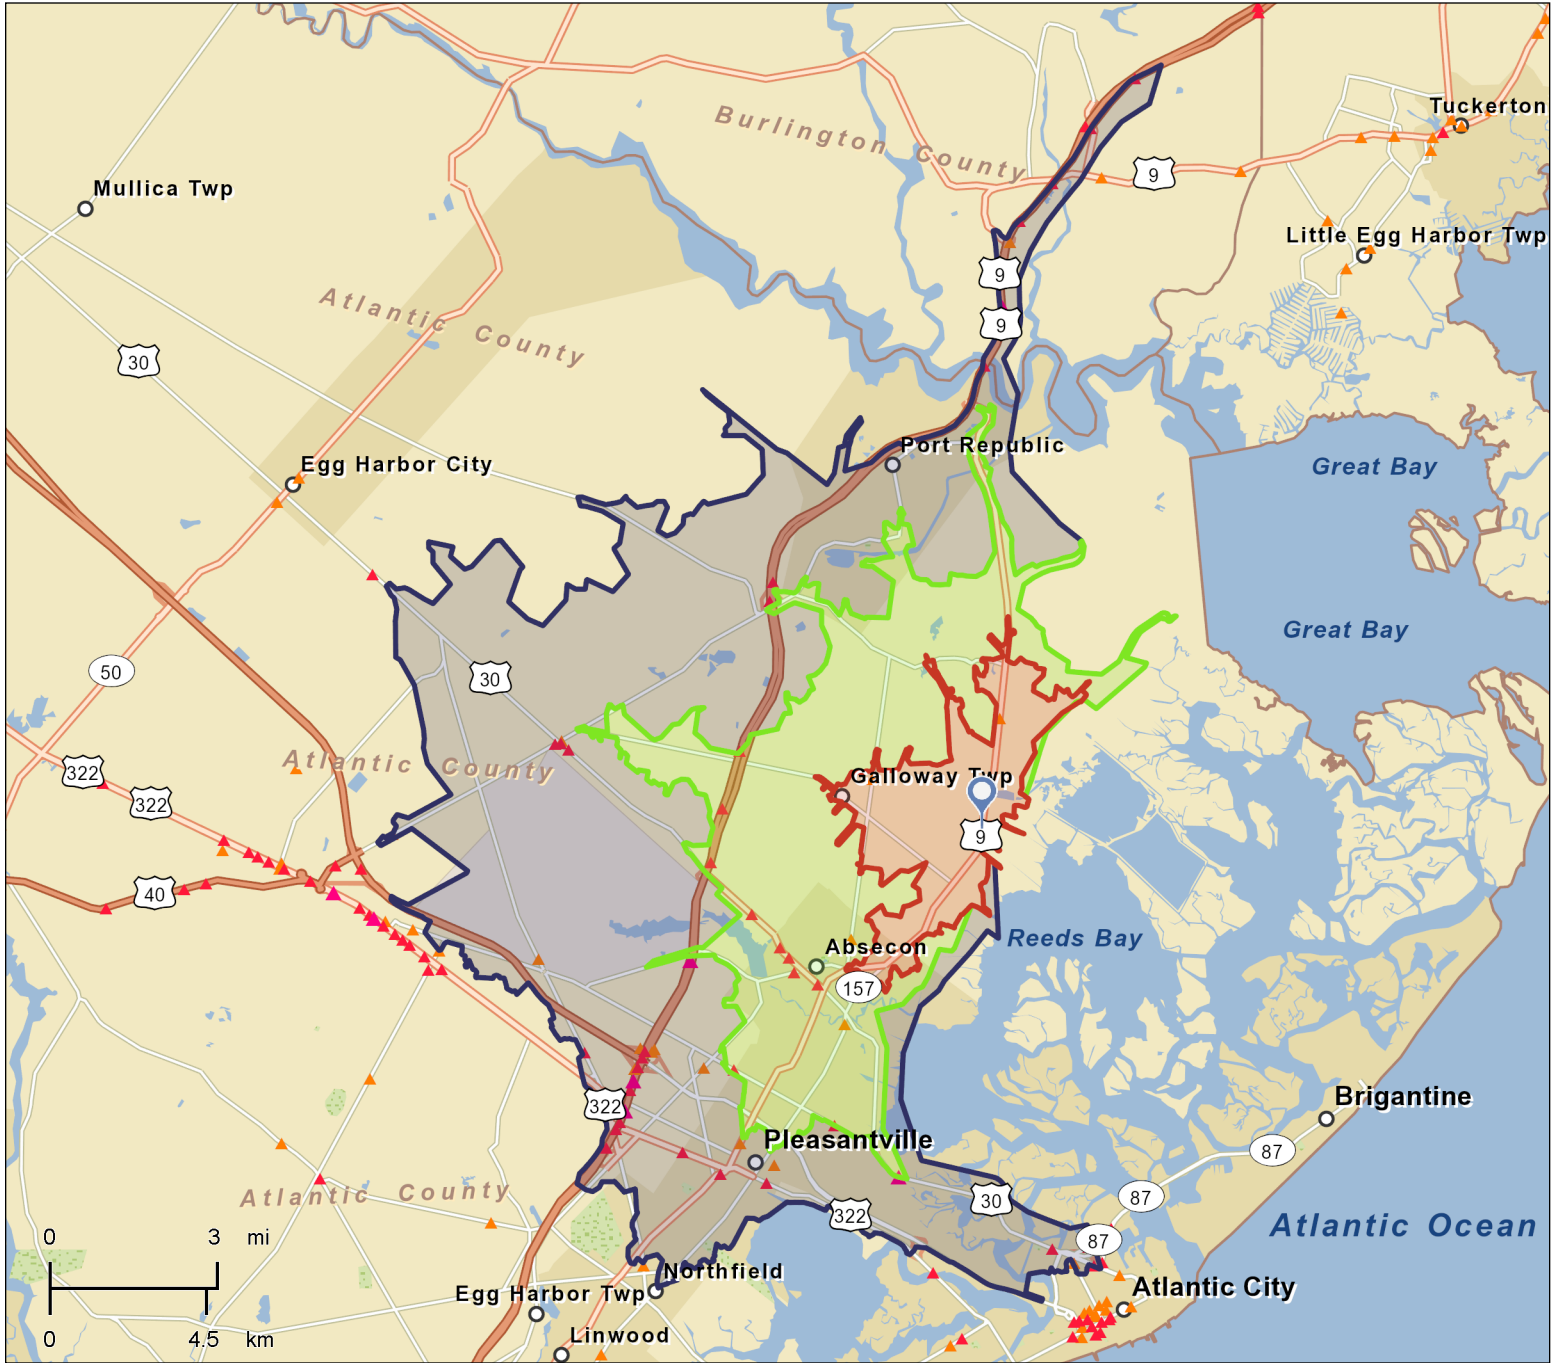 Tuckerton
Burlington County
9
Mullica Twp
Little Egg Harbor Twp
9
Atlantic County
9
30
Port Republic
Egg Harbor City
Great Bay
Great Bay
50
30
Atlantic County
322
Galloway Twp
322
9
40
Absecon
Reeds Bay
157
Brigantine
322
Pleasantville
87
Atlantic County
30
87
322
Atlantic Ocean
87
0 3 mi
Northfield
Atlantic City
Egg Harbor Twp
0 4.5 km
Linwood